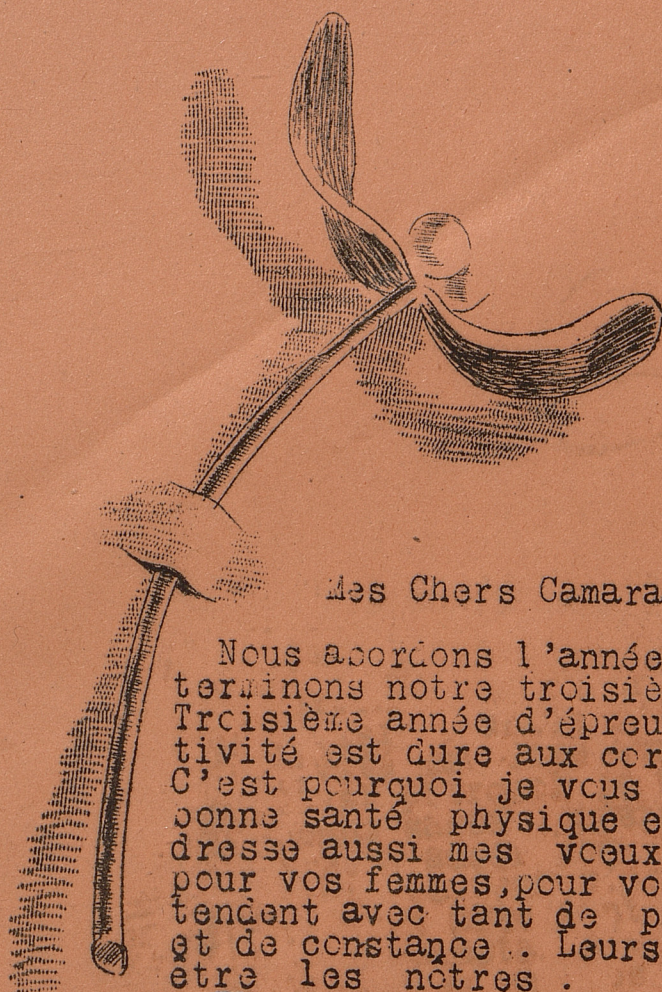 Mes Chers Camara
Nous abordons l'année
terminons notre troisiè
Troisième année d'épreu
tivité est dure aux cor
C'est pourquoi je vous
bonne santé physique e
dresse aussi mes voeux
pour vos femmes,pour vo
tendent avec tant de p
et de constance .. Leurs
être les nôtres .